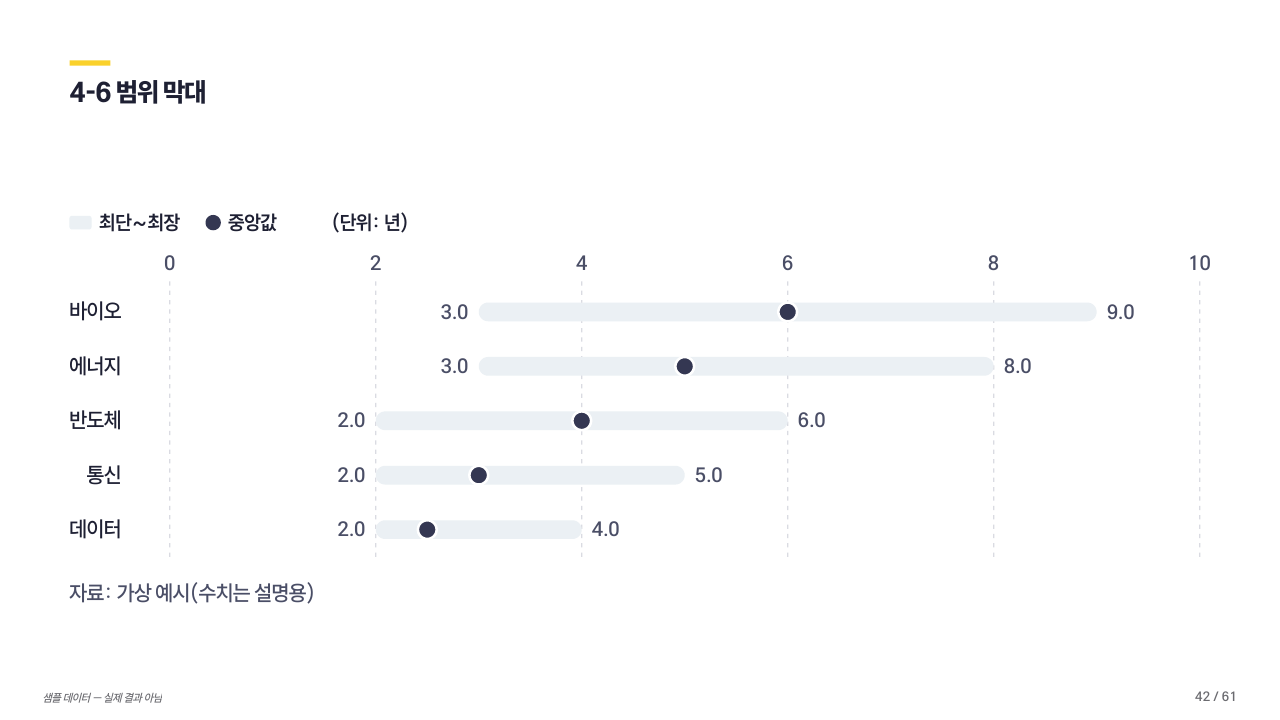 4-6 범위 막대
최단~최장 중앙값 (단위: 년)
0 2 4 6 8 10
바이오 3.0 9.0
에너지 3.0 8.0
반도체 2.0 6.0
통신 2.0 5.0
데이터 2.0 4.0
자료: 가상 예시(수치는 설명용)
샘플 데이터 — 실제 결과 아님
42 / 61